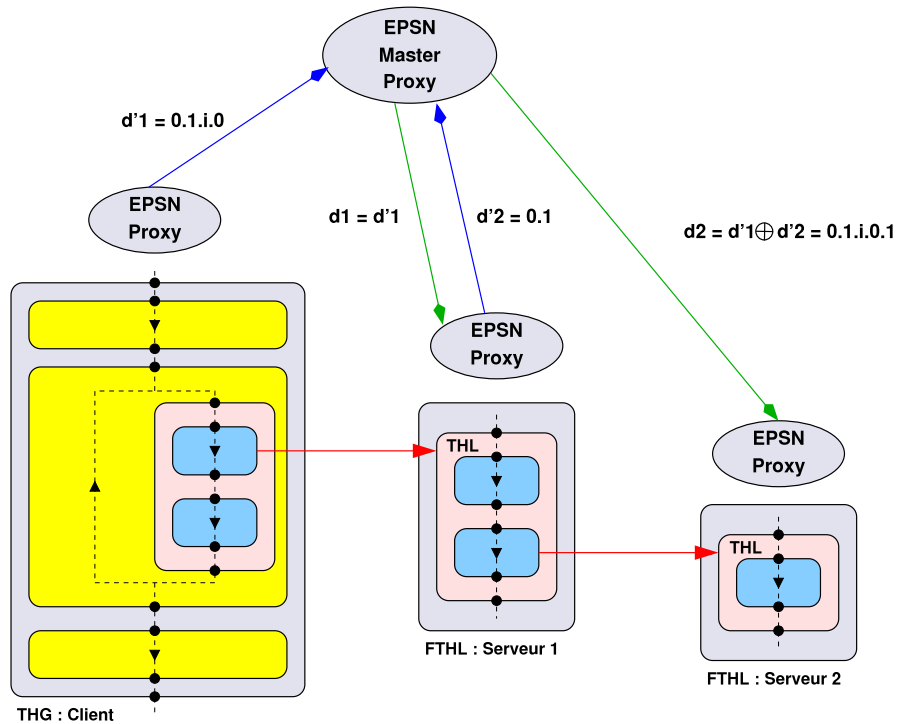 EPSN
Master
Proxy
d'1 = 0.1.i.0
EPSN
Proxy
d1 = d'1
d'2 = 0.1
d2 = d'1⊕d'2 = 0.1.i.0.1
EPSN
Proxy
EPSN
Proxy
THL
THL
FTHL : Serveur 1
FTHL : Serveur 2
THG : Client